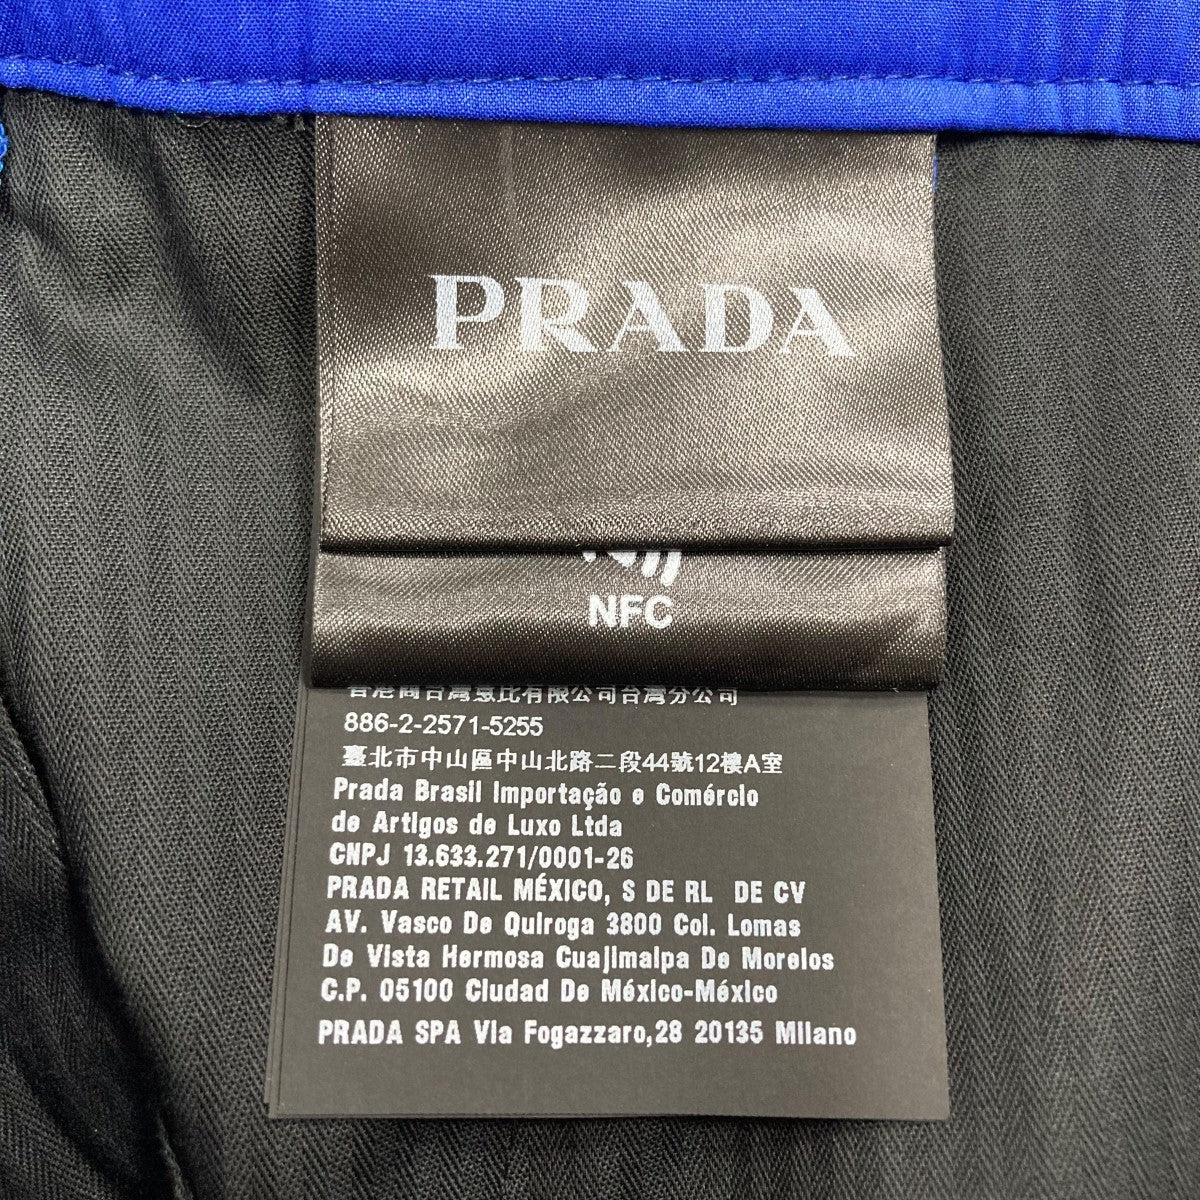 PRADA
NFC
香港商台灣慕比有限公司台灣分公司
886-2-2571-5255
臺北市中山區中山北路二段44號12樓A室
Prada Brasil Importação e Comércio
de Artigos de Luxo Ltda
CNPJ 13.633.271/0001-26
PRADA RETAIL MÉXICO, S DE RL DE CV
AV. Vasco De Quiroga 3800 Col. Lomas
De Vista Hermosa Cuajimalpa De Morelos
C.P. 05100 Ciudad De México-México
PRADA SPA Via Fogazzaro,28 20135 Milano